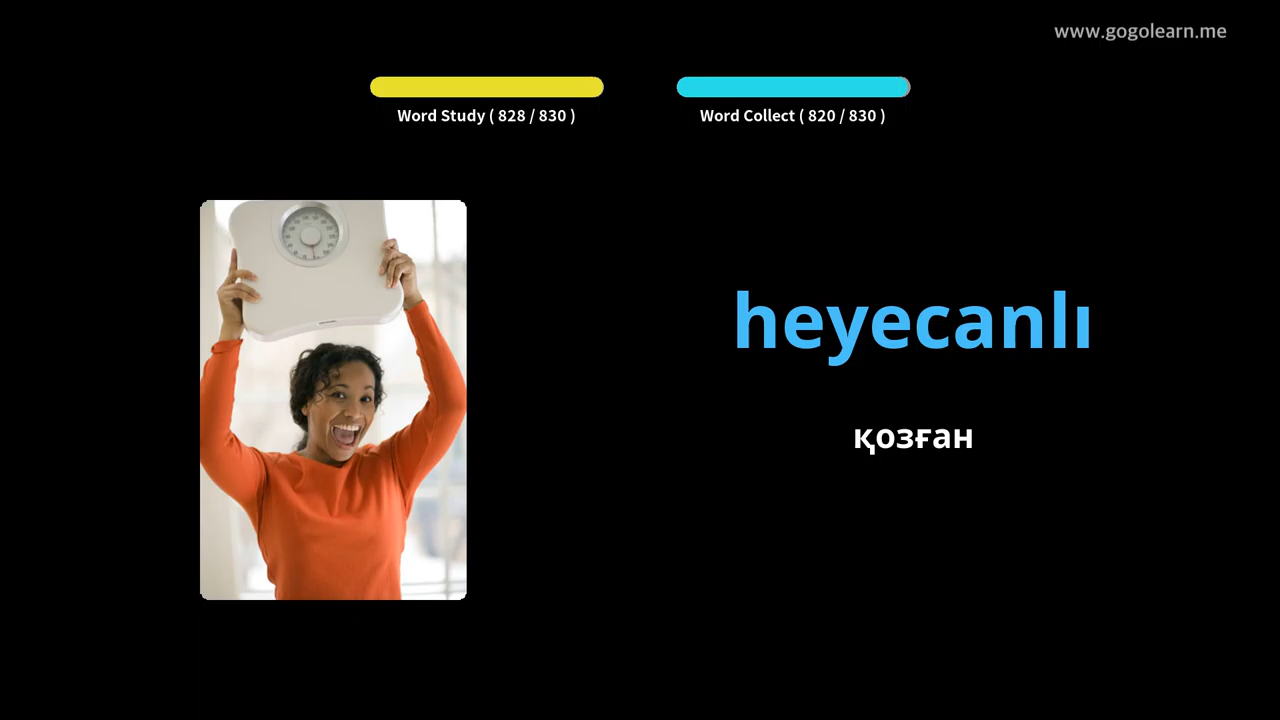 www.gogolearn.me
Word Study ( 828 / 830 )
Word Collect ( 820 / 830 )
heyecanlı
қозған